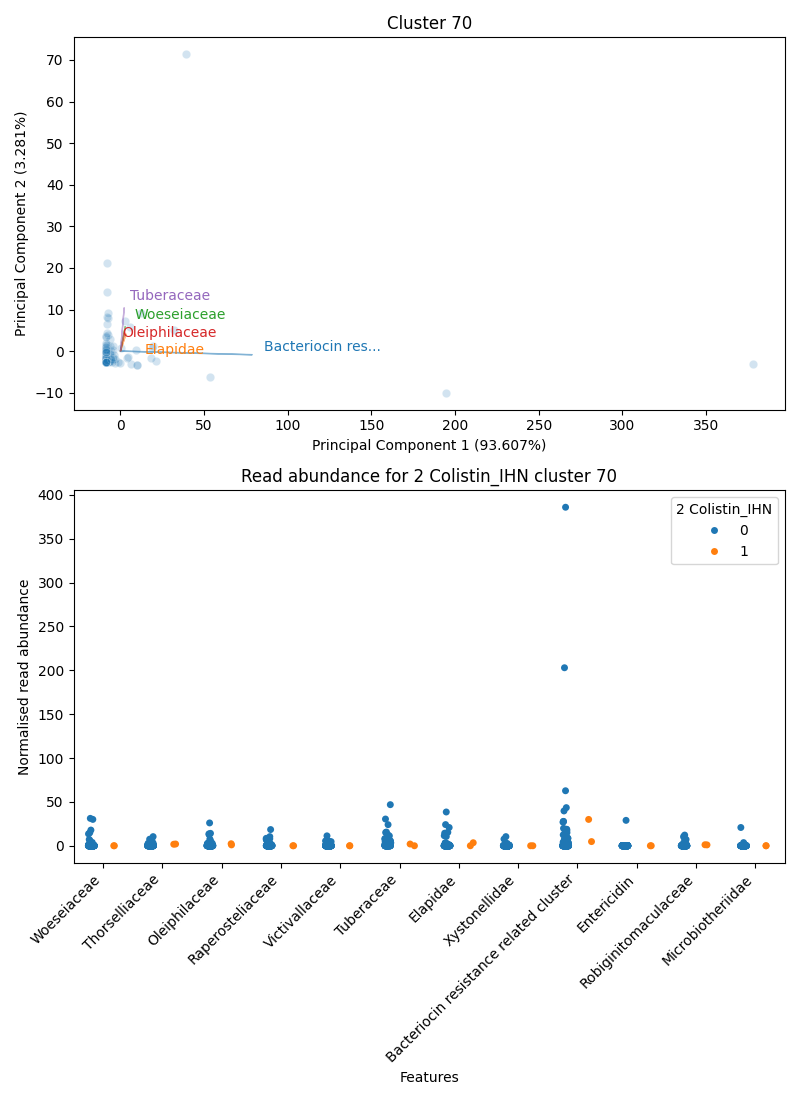 Cluster 70
Principal Component 2 (3.281%)
70
60
50
40
30
20
10
0
−10
Tuberaceae
Woeseiaceae
Oleiphilaceae
Elapidae
Bacteriocin res...
0
50
100
150
200
250
300
350
Principal Component 1 (93.607%)
Read abundance for 2 Colistin_IHN cluster 70
Normalised read abundance
400
350
300
250
200
150
100
50
0
2 Colistin_IHN
0
1
Woeseiaceae
Thorselliaceae
Oleiphilaceae
Raperosteliaceae
Victivallaceae
Tuberaceae
Elapidae
Xystonellidae
Bacteriocin resistance related cluster
Entericidin
Robiginitomaculaceae
Microbiotheriidae
Features